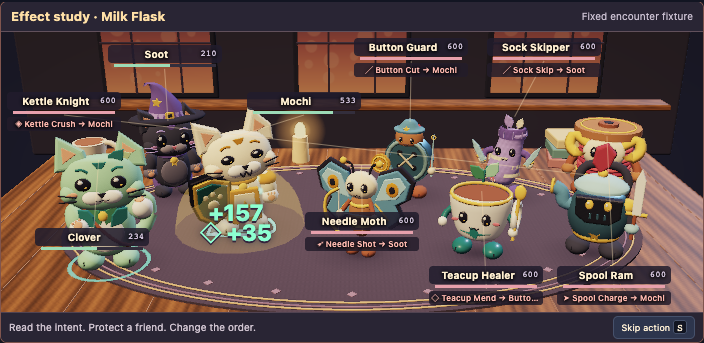 Effect study · Milk Flask
Fixed encounter fixture
Soot 210
Button Guard 600
Button Cut → Mochi
Sock Skipper 600
Sock Skip → Soot
Kettle Knight 600
Kettle Crush → Mochi
Mochi 533
+157
+35
Clover 234
Needle Moth 600
Needle Shot → Soot
Teacup Healer 600
Teacup Mend → Butto...
Spool Ram 600
Spool Charge → Mochi
Read the intent. Protect a friend. Change the order.
Skip action S